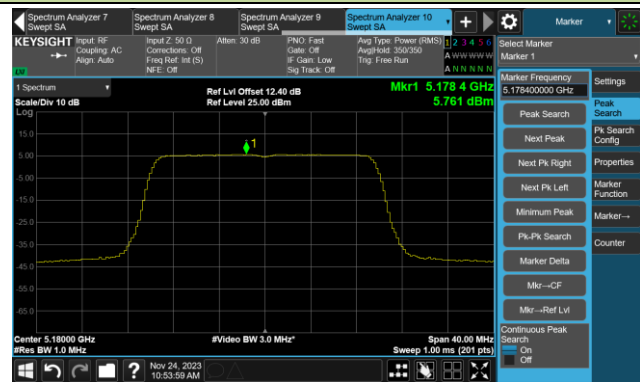 Spectrum Analyzer 7
Swept SA
Spectrum Analyzer 8
Swept SA
Spectrum Analyzer 9
Swept SA
Spectrum Analyzer 10
Swept SA
Marker
KEYSIGHT
Input: RF
Coupling: AC
Align: Auto
Input Z: 50 Ω
Corrections: Off
Freq Ref: Int (S)
NFE: Off
Atten: 30 dB
PNO: Fast
Gate: Off
IF Gain: Low
Sig Track: Off
Avg Type: Power (RMS)
Avg|Hold: 350/350
Trig: Free Run
1 2 3 4 5 6
A W W W W W
A N N N N N
Select Marker
Marker 1
1 Spectrum
Scale/Div 10 dB
Log
Ref Lvl Offset 12.40 dB
Ref Level 25.00 dBm
Mkr1 5.178 4 GHz
5.761 dBm
15.0
5.00
-5.00
-15.0
-25.0
-35.0
-45.0
-55.0
-65.0
1
Center 5.18000 GHz
#Res BW 1.0 MHz
#Video BW 3.0 MHz*
Span 40.00 MHz
Sweep 1.00 ms (201 pts)
Marker Frequency
5.178400000 GHz
Peak Search
Next Peak
Next Pk Right
Next Pk Left
Minimum Peak
Pk-Pk Search
Marker Delta
Mkr→CF
Mkr→Ref Lvl
Continuous Peak
Search
On
Off
Settings
Peak
Search
Pk Search
Config
Properties
Marker
Function
Marker→
Counter
?
Nov 24, 2023
10:53:59 AM